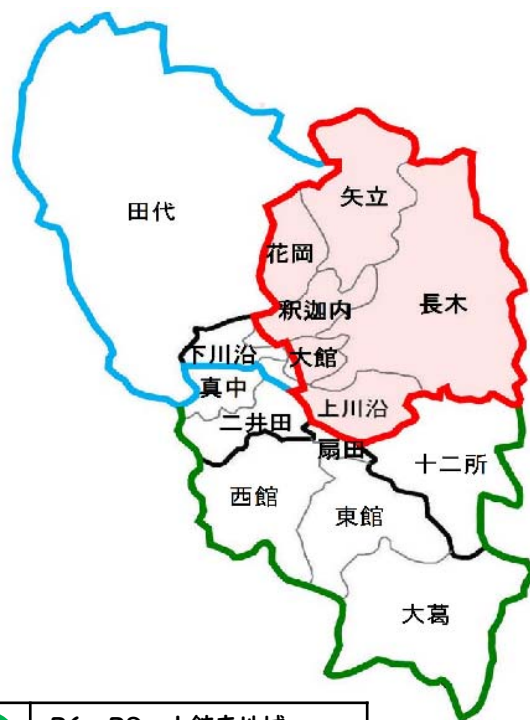 矢立
田代
花岡
長木
釈迦内
下川沿
大館
真中
上川沿
二井田
扇田
十二所
西館
東館
大葛